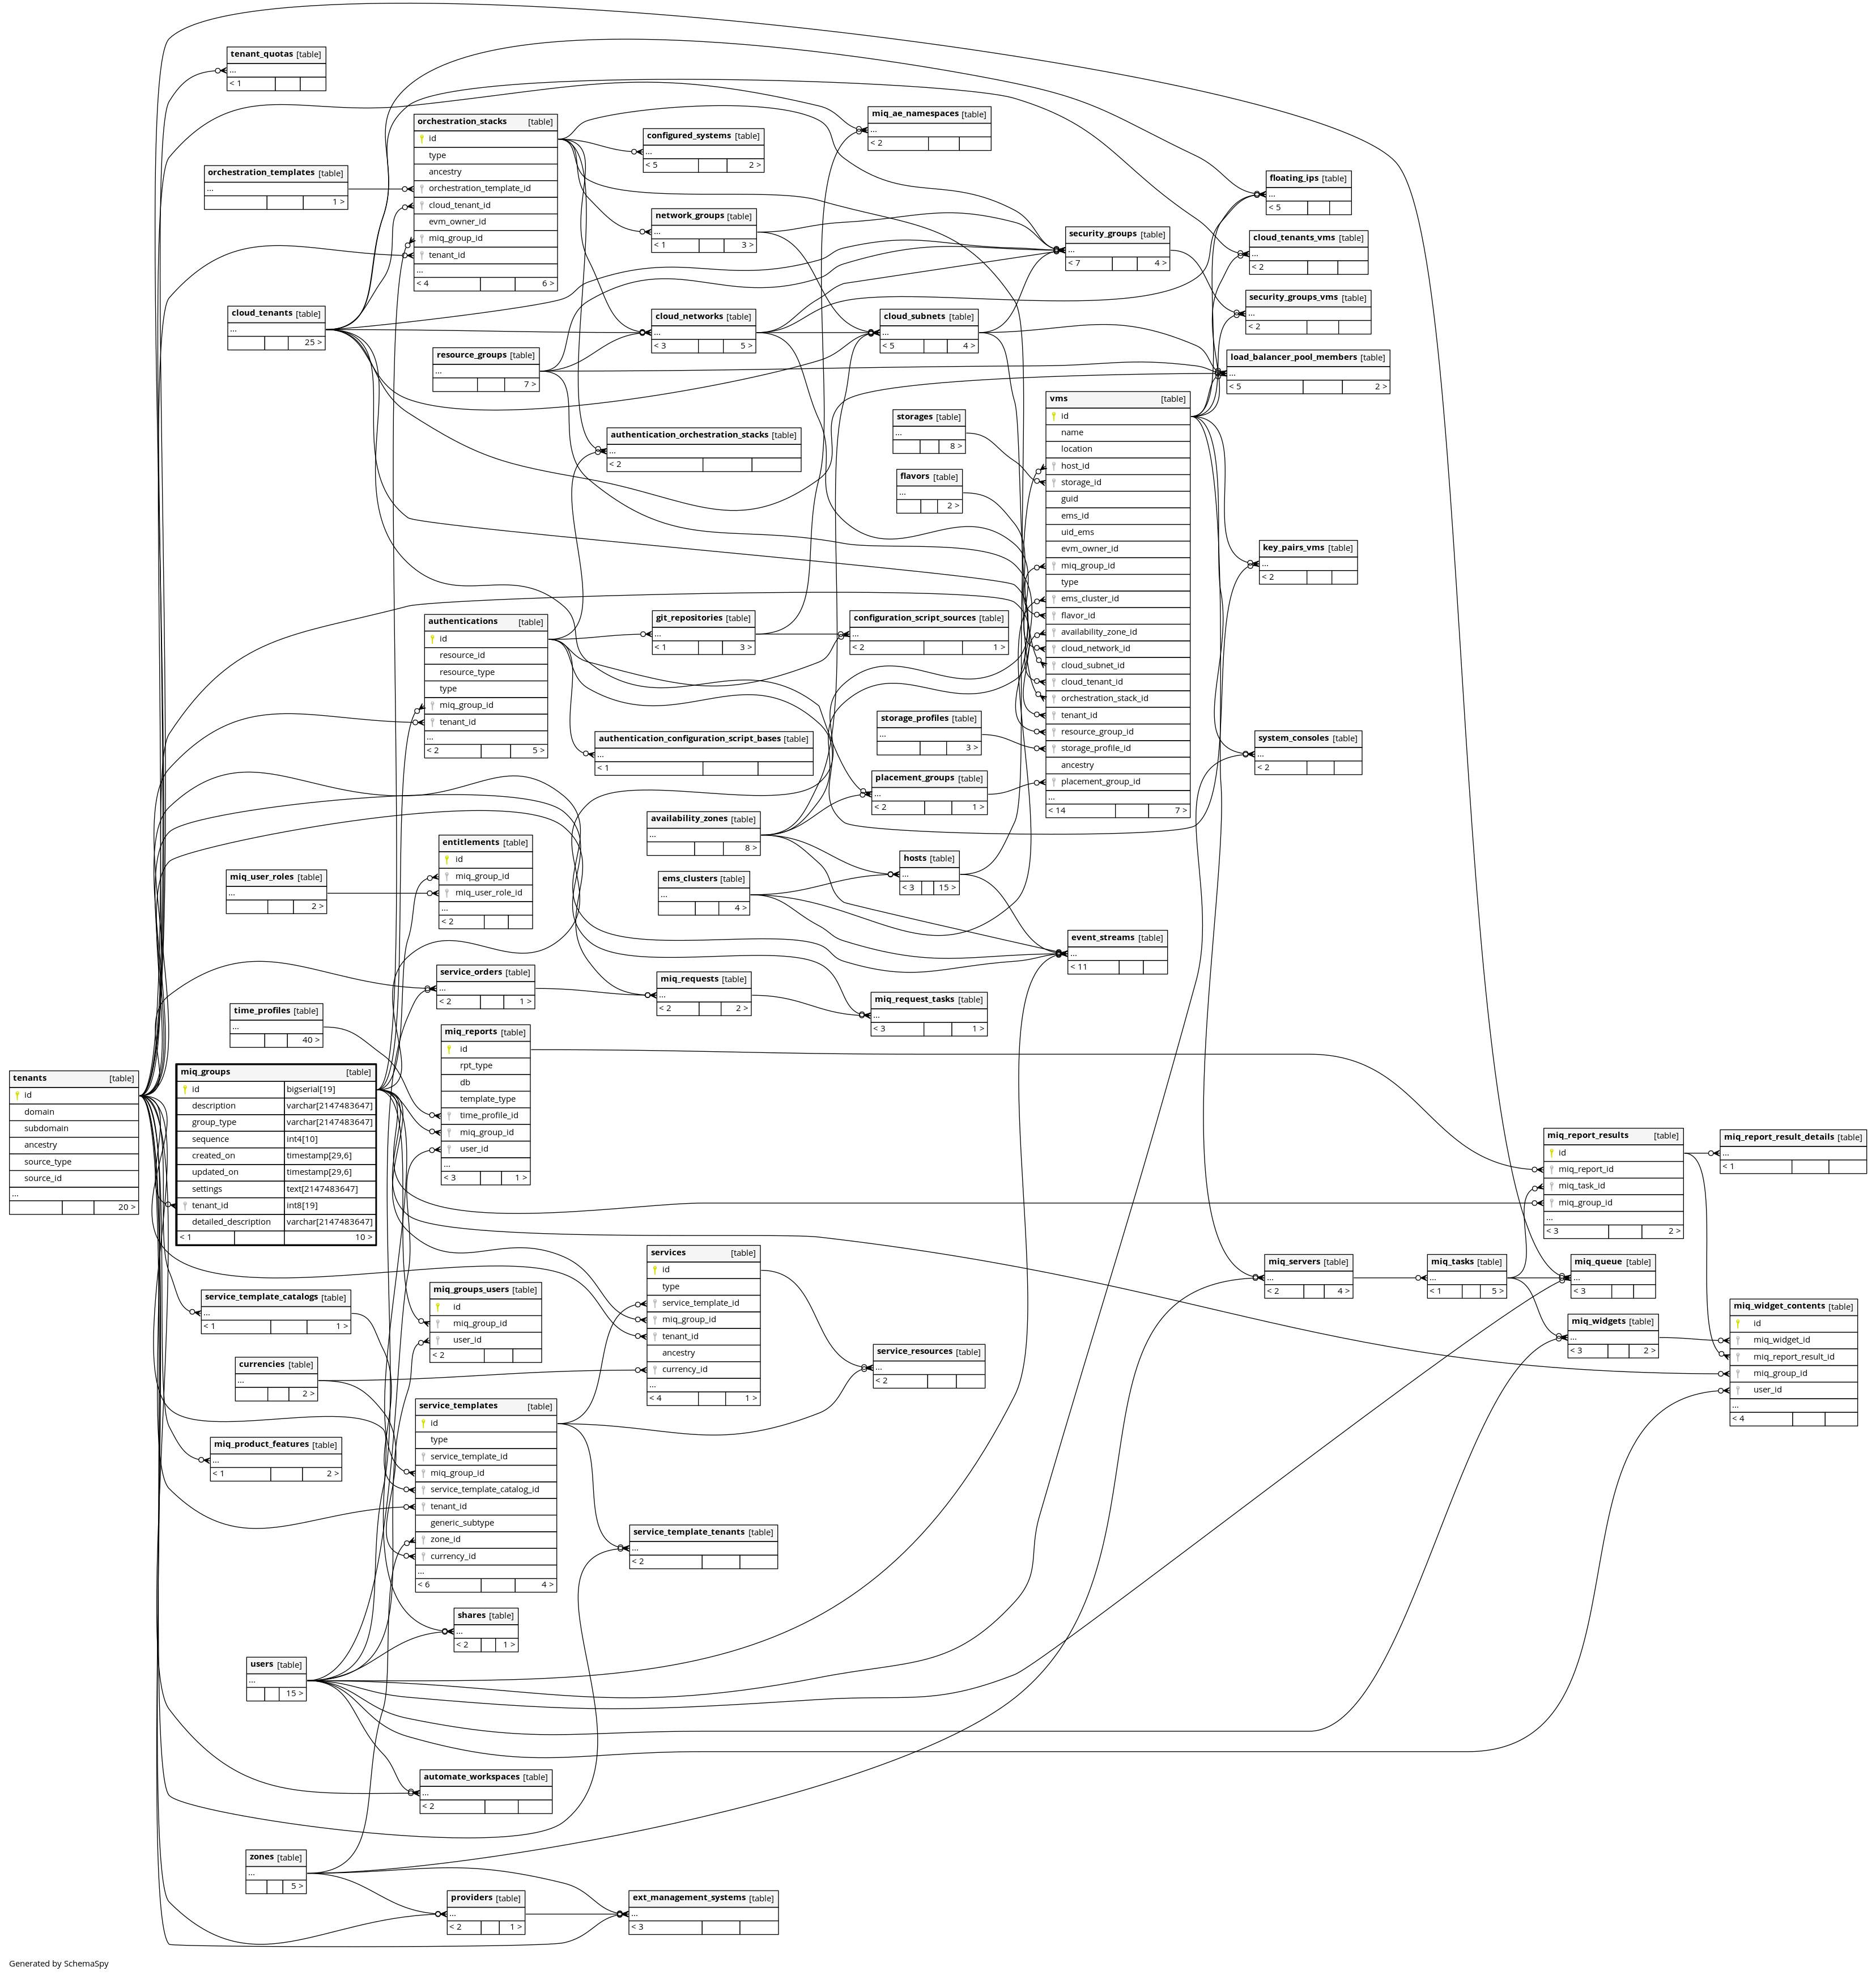 tenant_quotas [table]
...
< 1
orchestration_stacks [table]
id
type
ancestry
orchestration_template_id
cloud_tenant_id
evm_owner_id
miq_group_id
tenant_id
...
< 4 6 >
configured_systems [table]
...
< 5 2 >
miq_ae_namespaces [table]
...
< 2
orchestration_templates [table]
...
1 >
floating_ips [table]
...
< 5
network_groups [table]
...
< 1 3 >
security_groups [table]
...
< 7 4 >
cloud_tenants_vms [table]
...
< 2
security_groups_vms [table]
...
< 2
cloud_tenants [table]
...
25 >
cloud_networks [table]
...
< 3 5 >
cloud_subnets [table]
...
< 5 4 >
resource_groups [table]
...
7 >
load_balancer_pool_members [table]
...
< 5 2 >
vms [table]
id
name
location
host_id
storage_id
guid
ems_id
uid_ems
evm_owner_id
miq_group_id
type
ems_cluster_id
flavor_id
availability_zone_id
cloud_network_id
cloud_subnet_id
cloud_tenant_id
orchestration_stack_id
tenant_id
resource_group_id
storage_profile_id
ancestry
placement_group_id
...
< 14 7 >
storages [table]
...
8 >
authentication_orchestration_stacks [table]
...
< 2
flavors [table]
...
2 >
key_pairs_vms [table]
...
< 2
authentications [table]
id
resource_id
resource_type
type
miq_group_id
tenant_id
...
< 2 5 >
git_repositories [table]
...
< 1 3 >
configuration_script_sources [table]
...
< 2 1 >
storage_profiles [table]
...
3 >
authentication_configuration_script_bases [table]
...
< 1
system_consoles [table]
...
< 2
placement_groups [table]
...
< 2 1 >
availability_zones [table]
...
8 >
entitlements [table]
id
miq_group_id
miq_user_role_id
...
< 2
hosts [table]
...
< 3 15 >
miq_user_roles [table]
...
2 >
ems_clusters [table]
...
4 >
event_streams [table]
...
< 11
service_orders [table]
...
< 2 1 >
miq_requests [table]
...
< 2 2 >
miq_request_tasks [table]
...
< 3 1 >
time_profiles [table]
...
40 >
miq_reports [table]
id
rpt_type
db
template_type
time_profile_id
miq_group_id
user_id
...
< 3 1 >
tenants [table]
id
domain
subdomain
ancestry
source_type
source_id
...
20 >
miq_groups [table]
id bigserial[19]
description varchar[2147483647]
group_type varchar[2147483647]
sequence int4[10]
created_on timestamp[29,6]
updated_on timestamp[29,6]
settings text[2147483647]
tenant_id int8[19]
detailed_description varchar[2147483647]
< 1 10 >
miq_report_results [table]
id
miq_report_id
miq_task_id
miq_group_id
...
< 3 2 >
miq_report_result_details [table]
...
< 1
services [table]
id
type
service_template_id
miq_group_id
tenant_id
ancestry
currency_id
...
< 4 1 >
miq_servers [table]
...
< 2 4 >
miq_tasks [table]
...
< 1 5 >
miq_queue [table]
...
< 3
miq_groups_users [table]
id
miq_group_id
user_id
< 2
service_template_catalogs [table]
...
< 1 1 >
miq_widget_contents [table]
id
miq_widget_id
miq_report_result_id
miq_group_id
user_id
...
< 4
miq_widgets [table]
...
< 3 2 >
service_resources [table]
...
< 2
currencies [table]
...
2 >
service_templates [table]
id
type
service_template_id
miq_group_id
service_template_catalog_id
tenant_id
generic_subtype
zone_id
currency_id
...
< 6 4 >
miq_product_features [table]
...
< 1 2 >
service_template_tenants [table]
...
< 2
shares [table]
...
< 2 1 >
users [table]
...
15 >
automate_workspaces [table]
...
< 2
zones [table]
...
5 >
providers [table]
...
< 2 1 >
ext_management_systems [table]
...
< 3
Generated by SchemaSpy